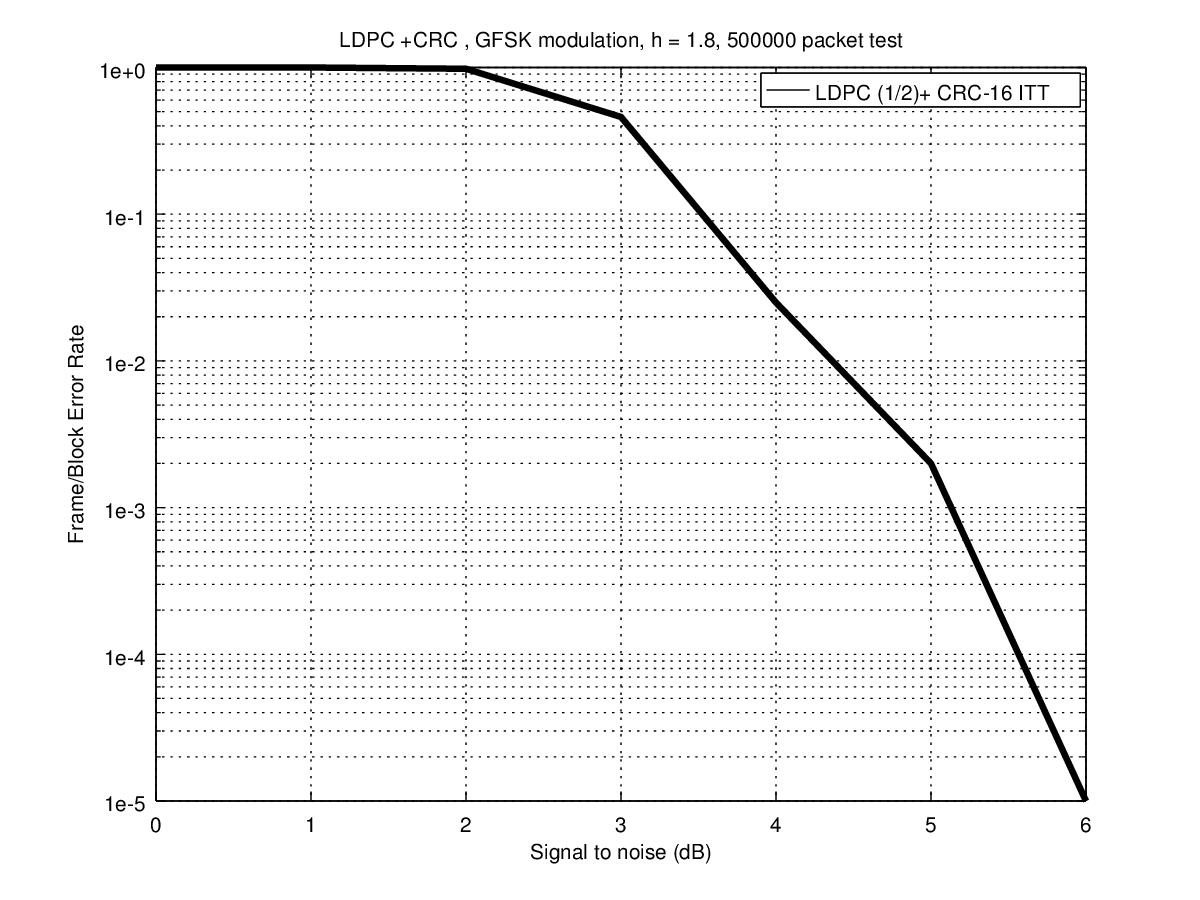 LDPC +CRC , GFSK modulation, h = 1.8, 500000 packet test
LDPC (1/2)+ CRC-16 ITT
1e+0
1e-1
1e-2
1e-3
1e-4
1e-5
Frame/Block Error Rate
0 1 2 3 4 5 6
Signal to noise (dB)